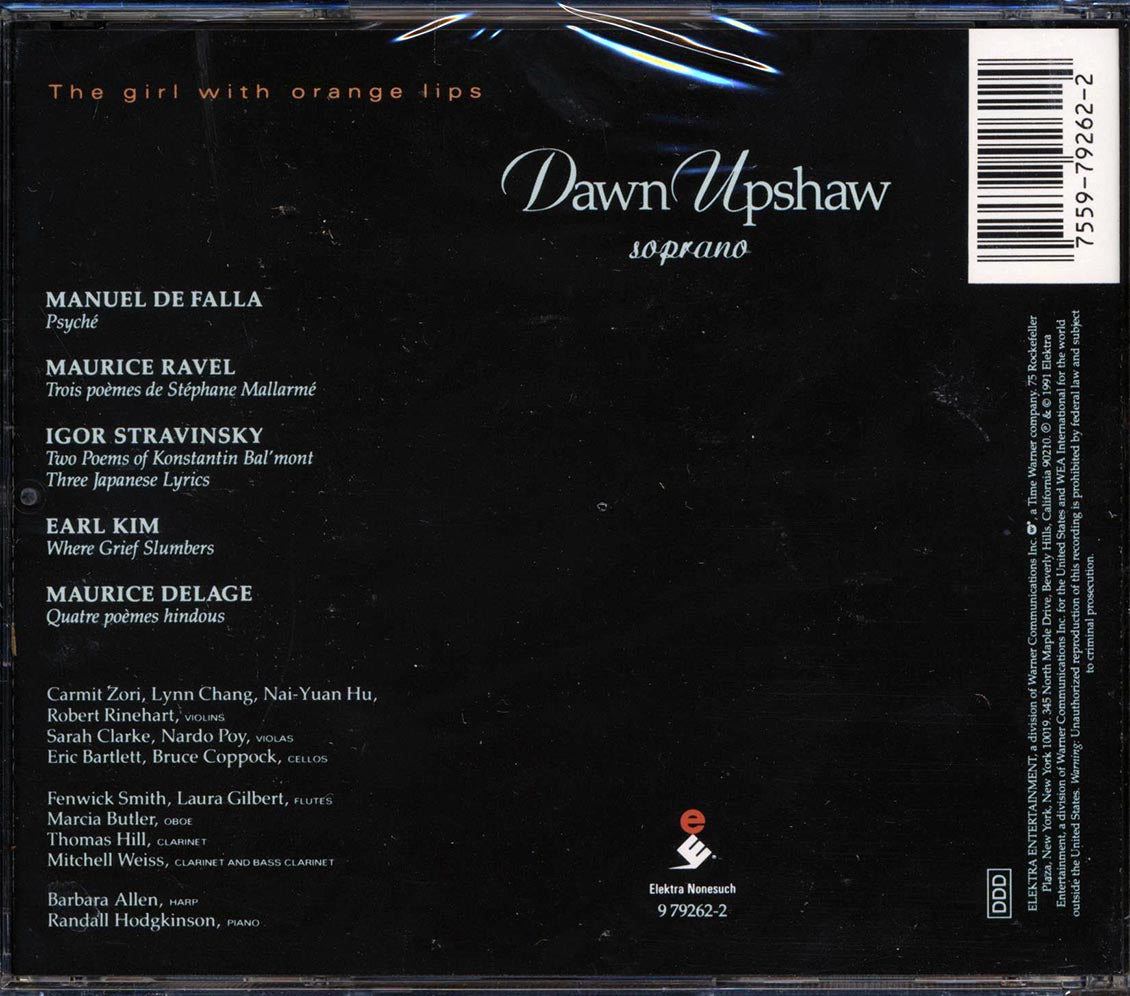 The girl with orange lips
Dawn Upshaw
soprano
7559-79262-2
MANUEL DE FALLA
Psyché
MAURICE RAVEL
Trois poèmes de Stéphane Mallarmé
IGOR STRAVINSKY
Two Poems of Konstantin Bal'mont
Three Japanese Lyrics
EARL KIM
Where Grief Slumbers
MAURICE DELAGE
Quatre poèmes hindous
Carmit Zori, Lynn Chang, Nai-Yuan Hu,
Robert Rinehart, VIOLINS
Sarah Clarke, Nardo Poy, VIOLAS
Eric Bartlett, Bruce Coppock, CELLOS
Fenwick Smith, Laura Gilbert, FLUTES
Marcia Butler, OBOE
Thomas Hill, CLARINET
Mitchell Weiss, CLARINET AND BASS CLARINET
Barbara Allen, HARP
Randall Hodgkinson, PIANO
e
E
Elektra Nonesuch
9 79262-2
DDD
ELEKTRA ENTERTAINMENT, a division of Warner Communications Inc. , a Time Warner company. 75 Rockefeller
Plaza, New York, New York 10019. 345 North Maple Drive, Beverly Hills, California 90210. ℗ & © 1991 Elektra
Entertainment, a division of Warner Communications Inc. for the United States and WEA International for the world
outside the United States. Warning: Unauthorized reproduction of this recording is prohibited by federal law and subject
to criminal prosecution.